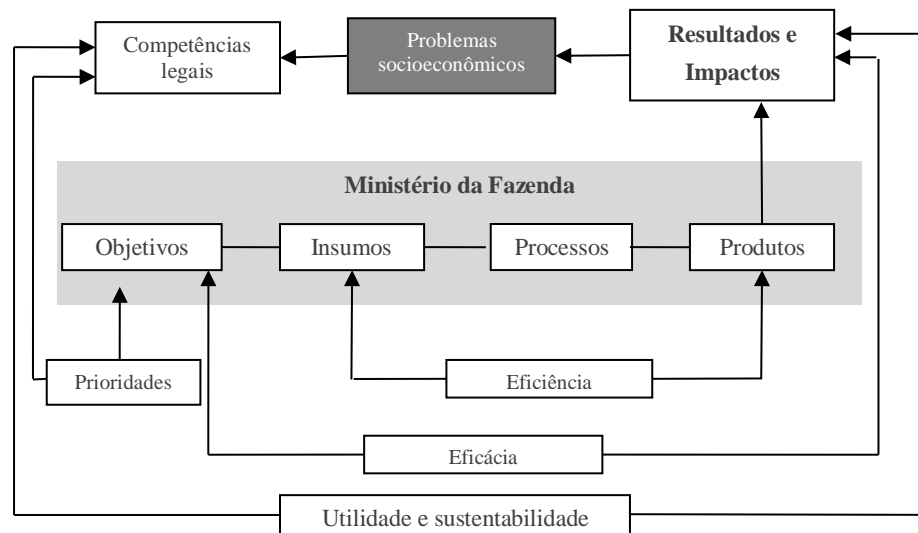 Competências
legais
Problemas
socioeconômicos
Resultados e
Impactos
Ministério da Fazenda
Objetivos
Insumos
Processos
Produtos
Prioridades
Eficiência
Eficácia
Utilidade e sustentabilidade